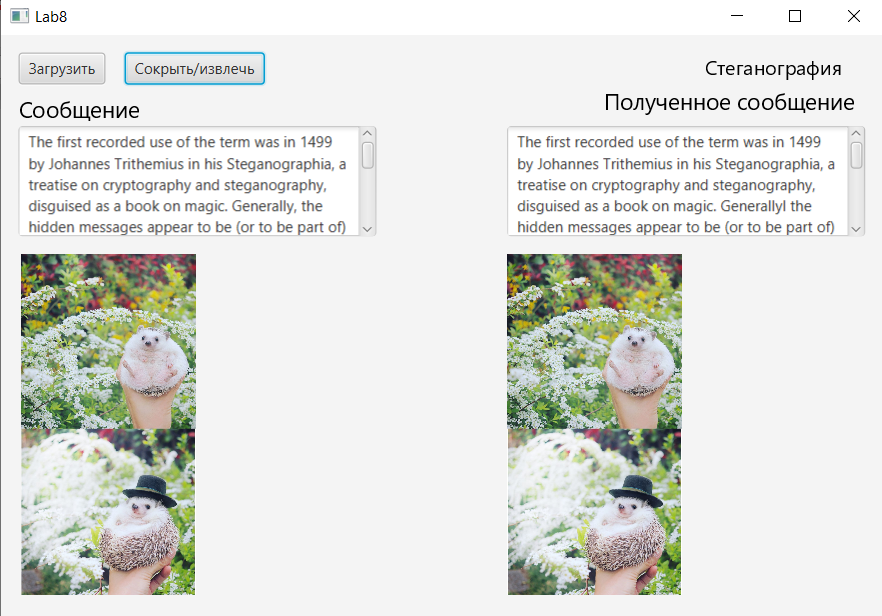 Lab8
Загрузить
Сокрыть/извлечь
Стеганография
Сообщение
Полученное сообщение
The first recorded use of the term was in 1499
by Johannes Trithemius in his Steganographia, a
treatise on cryptography and steganography,
disguised as a book on magic. Generally, the
hidden messages appear to be (or to be part of)
The first recorded use of the term was in 1499
by Johannes Trithemius in his Steganographia, a
treatise on cryptography and steganography,
disguised as a book on magic. Generallyl the
hidden messages appear to be (or to be part of)